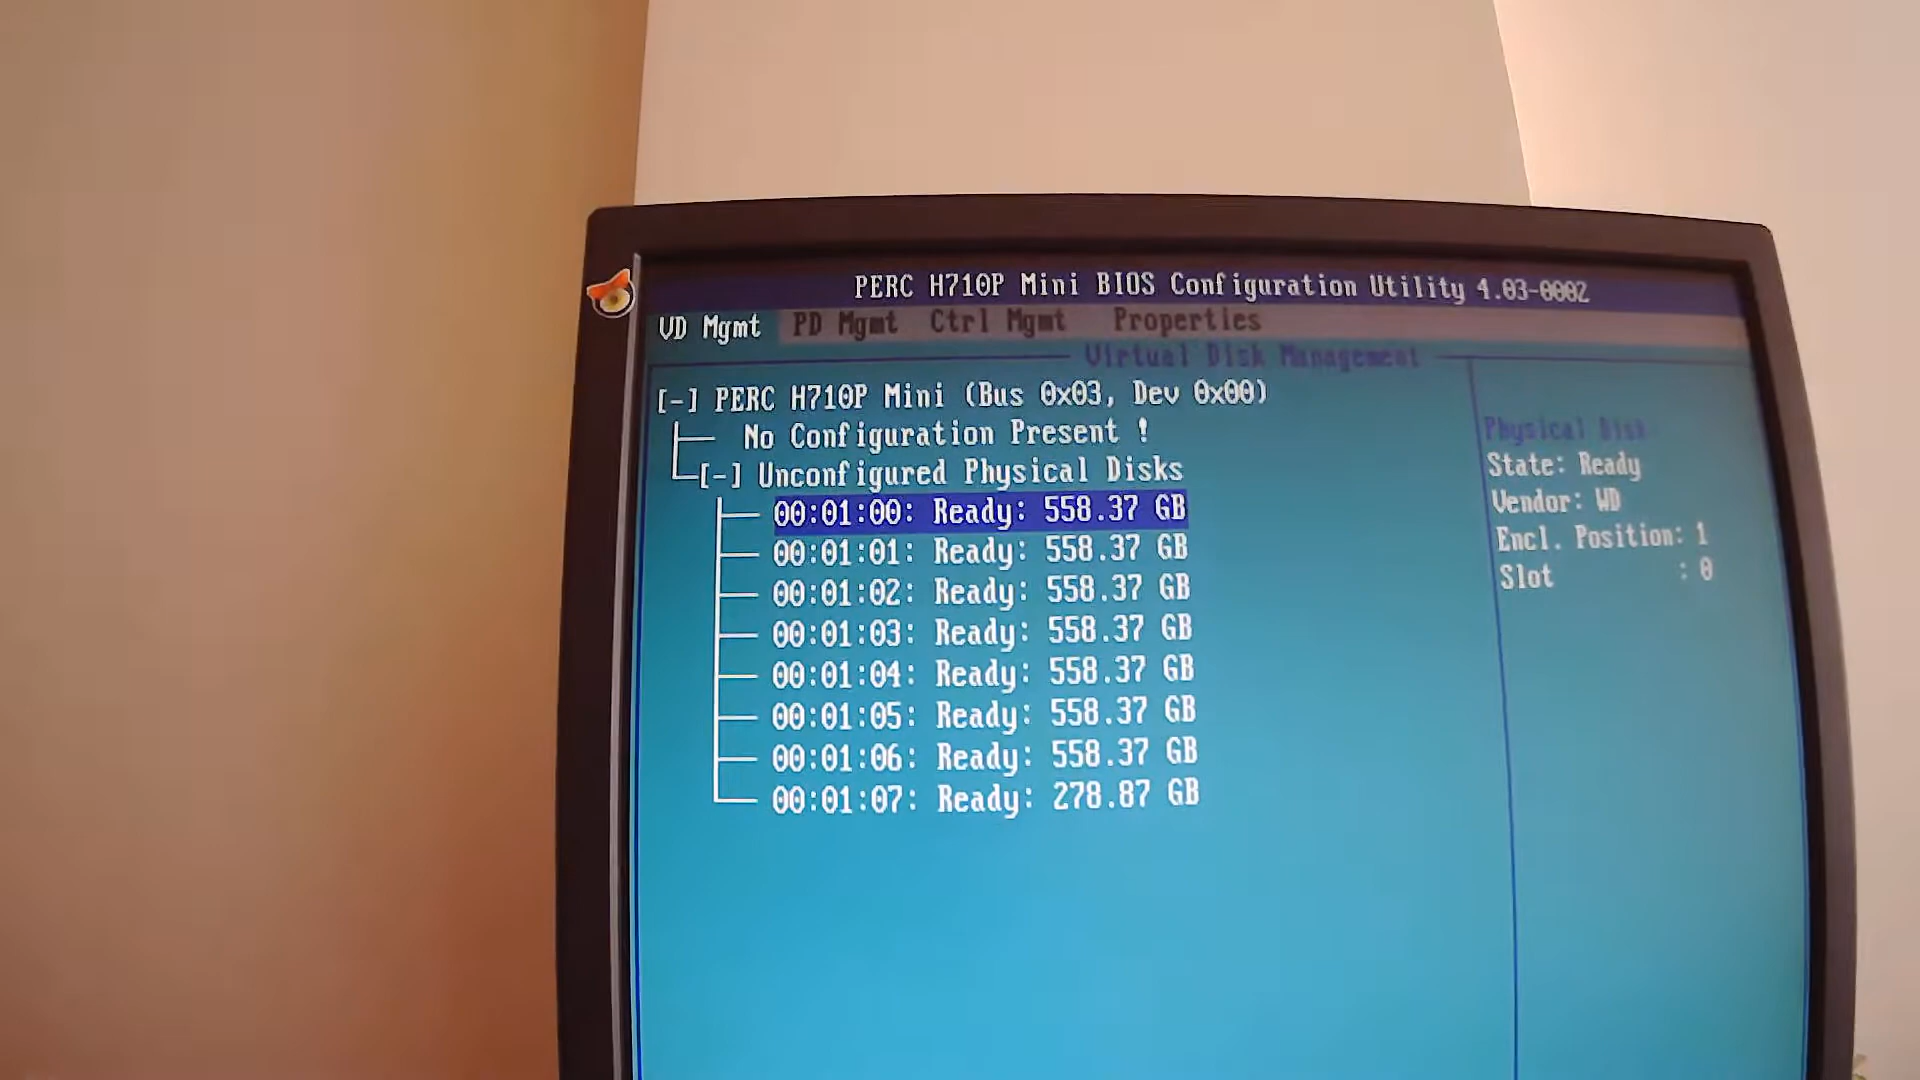 PERC H710P Mini BIOS Configuration Utility 4.03-0002
VD Mgmt PD Mgmt Ctrl Mgmt Properties
Virtual Disk Management
[-] PERC H710P Mini (Bus 0x03, Dev 0x00)
No Configuration Present !
[-] Unconfigured Physical Disks
00:01:00: Ready: 558.37 GB
00:01:01: Ready: 558.37 GB
00:01:02: Ready: 558.37 GB
00:01:03: Ready: 558.37 GB
00:01:04: Ready: 558.37 GB
00:01:05: Ready: 558.37 GB
00:01:06: Ready: 558.37 GB
00:01:07: Ready: 278.87 GB
Physical Disk
State: Ready
Vendor: WD
Encl. Position: 1
Slot : 0